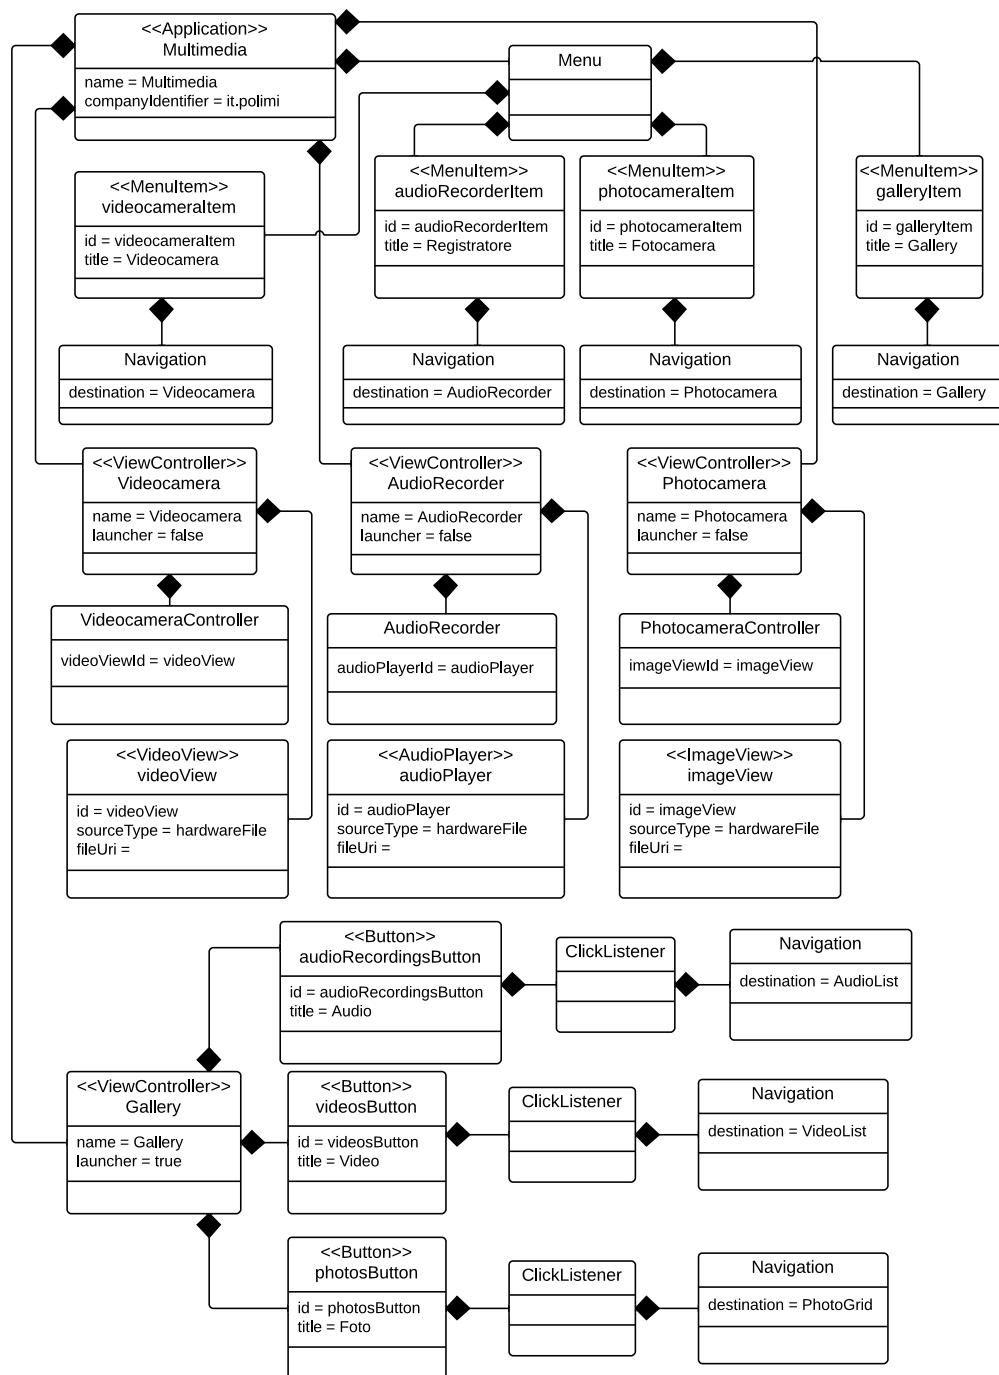 <<Application>>
Multimedia
name = Multimedia
companyIdentifier = it.polimi
Menu
<<MenuItem>>
videocameraItem
id = videocameraItem
title = Videocamera
<<MenuItem>>
audioRecorderItem
id = audioRecorderItem
title = Registratore
<<MenuItem>>
photocameraItem
id = photocameraItem
title = Fotocamera
<<MenuItem>>
galleryItem
id = galleryItem
title = Gallery
Navigation
destination = Videocamera
Navigation
destination = AudioRecorder
Navigation
destination = Photocamera
Navigation
destination = Gallery
<<ViewController>>
Videocamera
name = Videocamera
launcher = false
<<ViewController>>
AudioRecorder
name = AudioRecorder
launcher = false
<<ViewController>>
Photocamera
name = Photocamera
launcher = false
VideocameraController
videoViewId = videoView
AudioRecorder
audioPlayerId = audioPlayer
PhotocameraController
imageViewId = imageView
<<VideoView>>
videoView
id = videoView
sourceType = hardwareFile
fileUri =
<<AudioPlayer>>
audioPlayer
id = audioPlayer
sourceType = hardwareFile
fileUri =
<<ImageView>>
imageView
id = imageView
sourceType = hardwareFile
fileUri =
<<Button>>
audioRecordingsButton
id = audioRecordingsButton
title = Audio
ClickListener
Navigation
destination = AudioList
<<ViewController>>
Gallery
name = Gallery
launcher = true
<<Button>>
videosButton
id = videosButton
title = Video
ClickListener
Navigation
destination = VideoList
<<Button>>
photosButton
id = photosButton
title = Foto
ClickListener
Navigation
destination = PhotoGrid